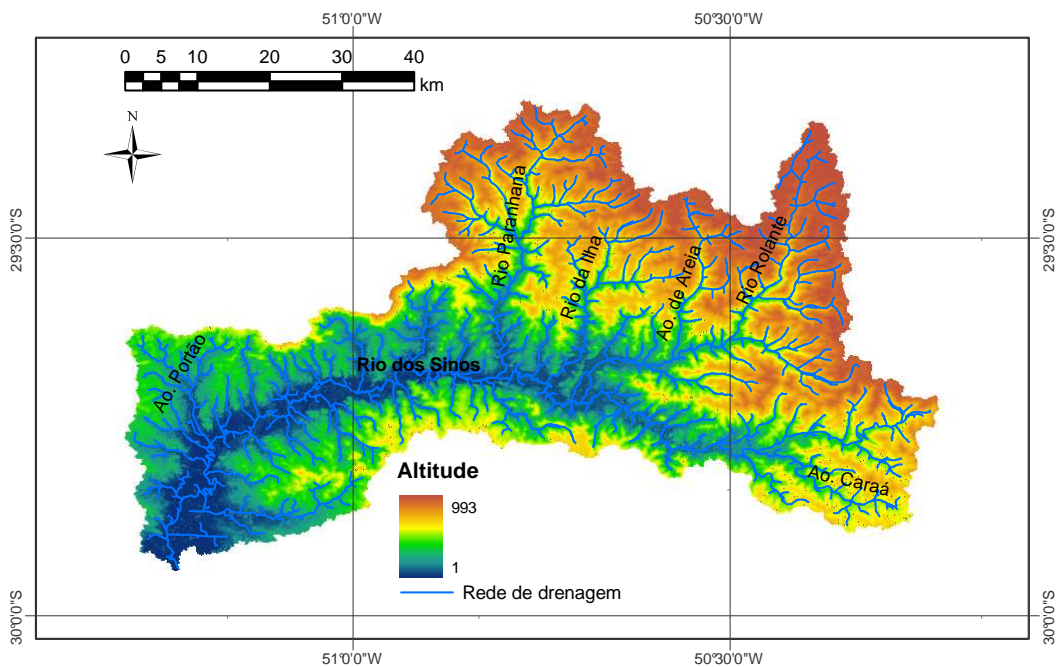 51°0'0"W
50°30'0"W
0 5 10 20 30 40
km
N
29°30'0"S
29°30'0"S
Rio Paranhana
Rio da Ilha
Ao. de Areia
Rio Rolante
Ao. Portão
Rio dos Sinos
Ao. Caraá
Altitude
993
1
Rede de drenagem
30°0'0"S
30°0'0"S
51°0'0"W
50°30'0"W